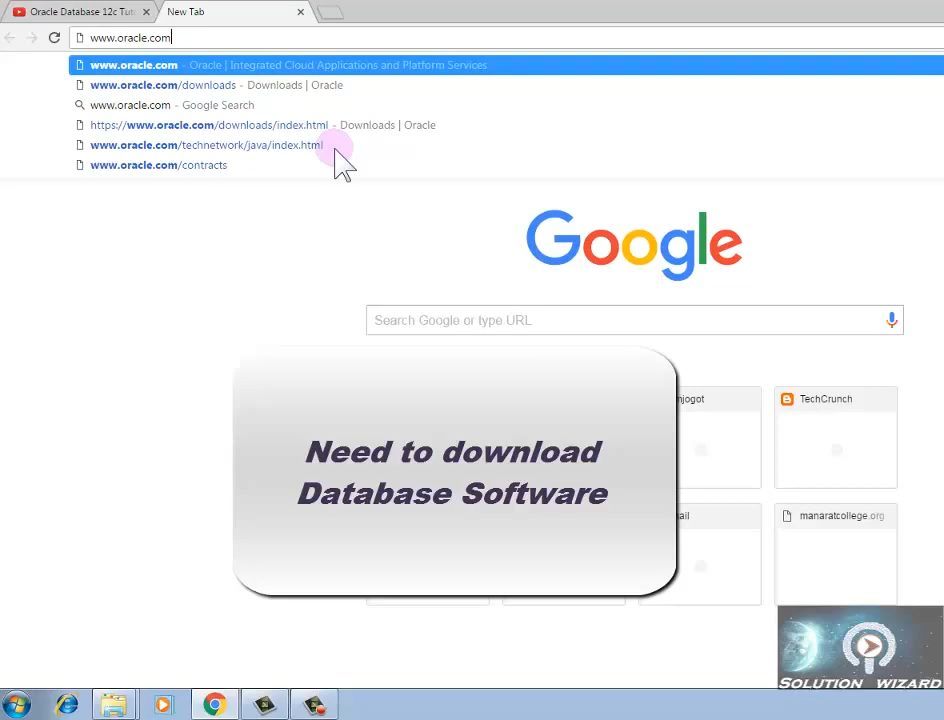 Oracle Database 12c Tut
New Tab
www.oracle.com
www.oracle.com - Oracle | Integrated Cloud Applications and Platform Services
www.oracle.com/downloads - Downloads | Oracle
www.oracle.com - Google Search
https://www.oracle.com/downloads/index.html - Downloads | Oracle
www.oracle.com/technetwork/java/index.html
www.oracle.com/contracts
Google
Search Google or type URL
njogot
TechCrunch
Need to download
Database Software
ail
manaratcollege.org
SOLUTION WIZARD